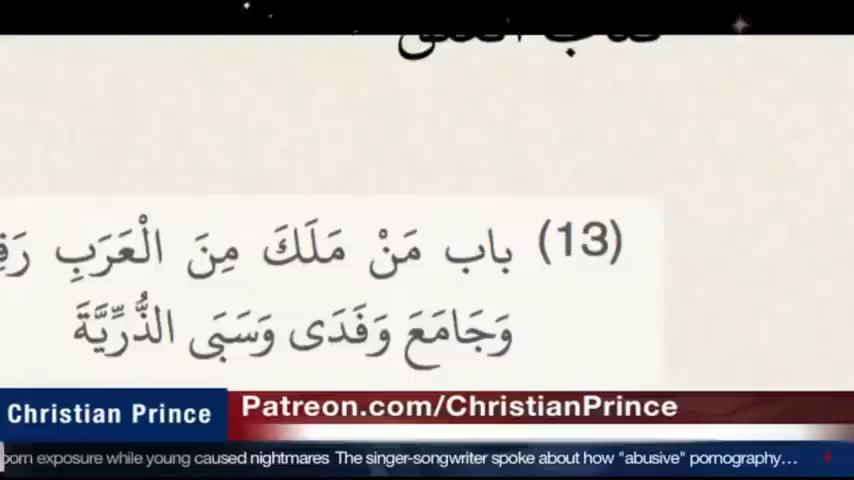 (13) باب مَنْ مَلَكَ مِنَ الْعَرَبِ
وَجَامَعَ وَفَدَى وَسَبَى الذُّرِّيَّةَ
Christian Prince
Patreon.com/ChristianPrince
exposure while young caused nightmares The singer-songwriter spoke about how "abusive" pornography…